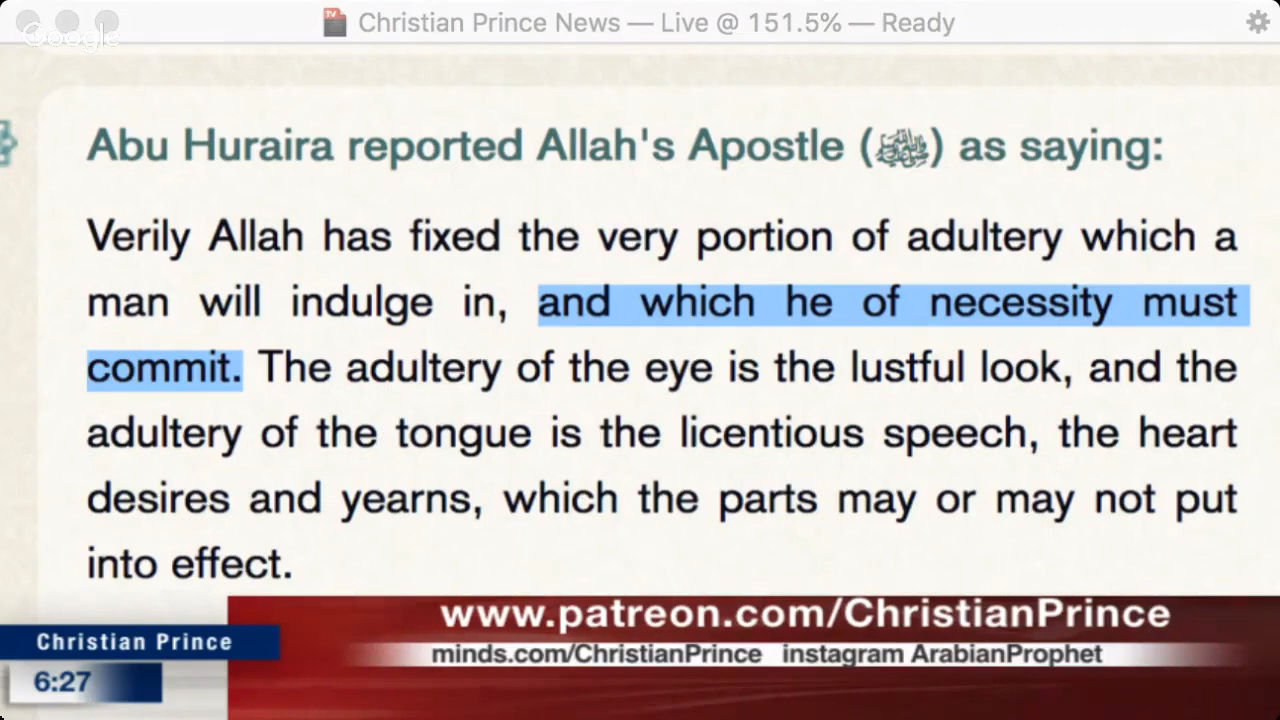 Christian Prince News — Live @ 151.5% — Ready
Google
TV
Abu Huraira reported Allah's Apostle (ﷺ) as saying:
Verily Allah has fixed the very portion of adultery which a
man will indulge in, and which he of necessity must
commit. The adultery of the eye is the lustful look, and the
adultery of the tongue is the licentious speech, the heart
desires and yearns, which the parts may or may not put
into effect.
www.patreon.com/ChristianPrince
Christian Prince
minds.com/ChristianPrince instagram ArabianProphet
6:27